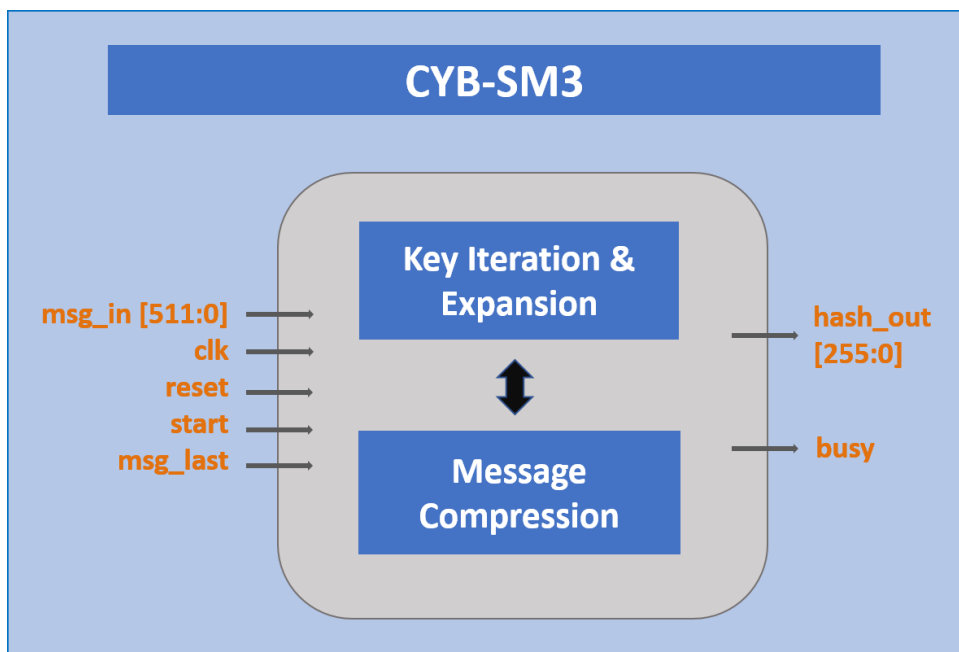 CYB-SM3
Key Iteration &
Expansion
msg_in [511:0]
clk
reset
start
msg_last
hash_out
[255:0]
busy
Message
Compression